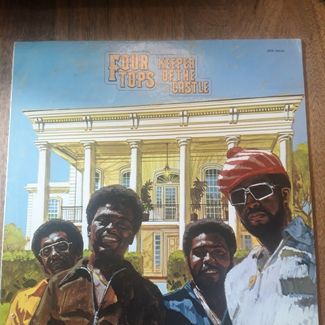 FOUR TOPS
KEEPER OF THE CASTLE